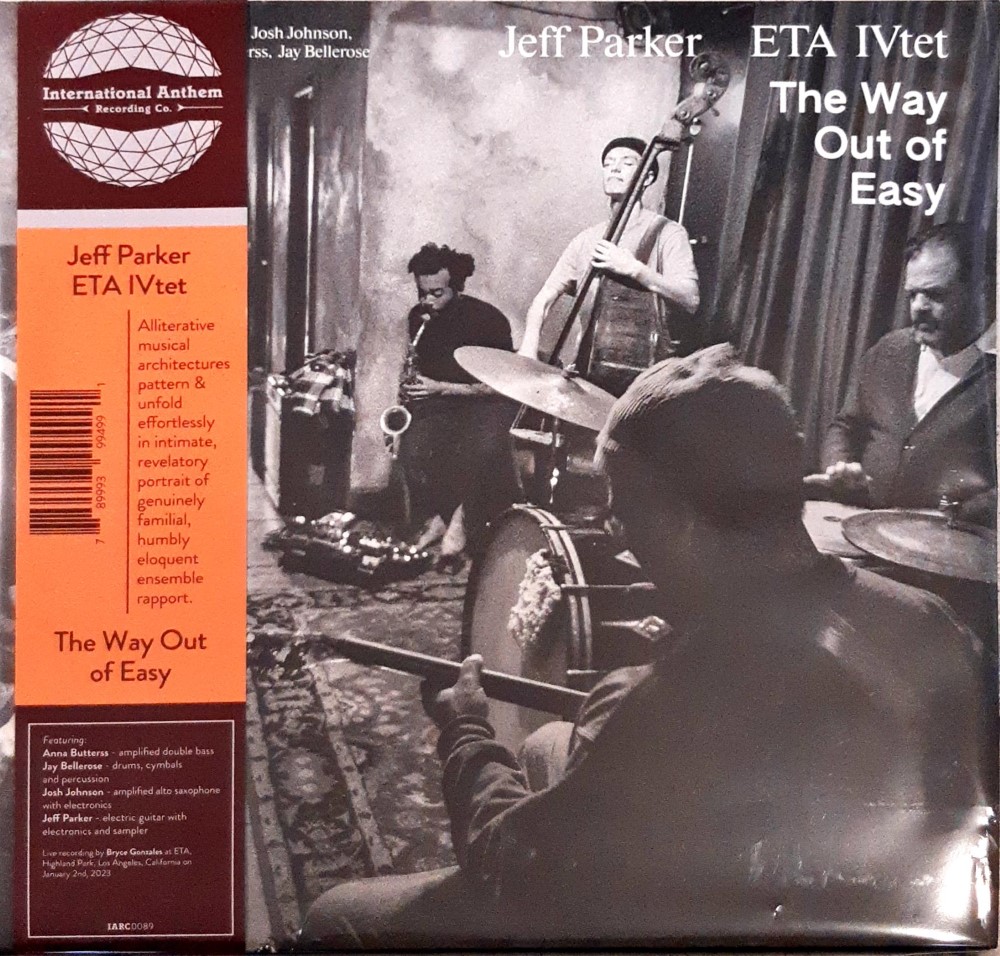 International Anthem
Recording Co.
Jeff Parker
ETA IVtet
Alliterative
musical
architectures
pattern &
unfold
effortlessly
in intimate,
revelatory
portrait of
genuinely
familial,
humbly
eloquent
ensemble
rapport.
7 89993 99499 1
The Way Out
of Easy
Featuring:
Anna Butterss - amplified double bass
Jay Bellerose - drums, cymbals
and percussion
Josh Johnson - amplified alto saxophone
with electronics
Jeff Parker - electric guitar with
electronics and sampler
Live recording by Bryce Gonzales at ETA,
Highland Park, Los Angeles, California on
January 2nd, 2023
IARC0089
Josh Johnson,
rss, Jay Bellerose
Jeff Parker ETA IVtet
The Way
Out of
Easy